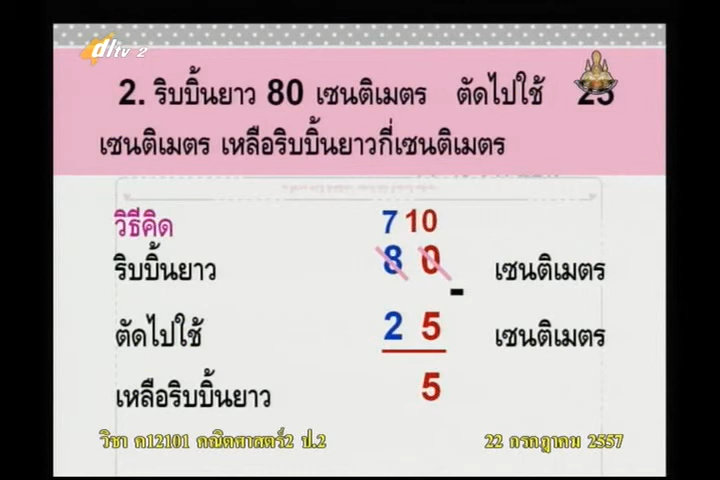 dltv 2
2. ริบบิ้นยาว 80 เซนติเมตร ตัดไปใช้ 25
เซนติเมตร เหลือริบบิ้นยาวกี่เซนติเมตร
วิธีคิด 7 10
ริบบิ้นยาว 8 0 เซนติเมตร
-
ตัดไปใช้ 2 5 เซนติเมตร
เหลือริบบิ้นยาว 5
วิชา ค12101 คณิตศาสตร์2 ป.2 22 กรกฎาคม 2557